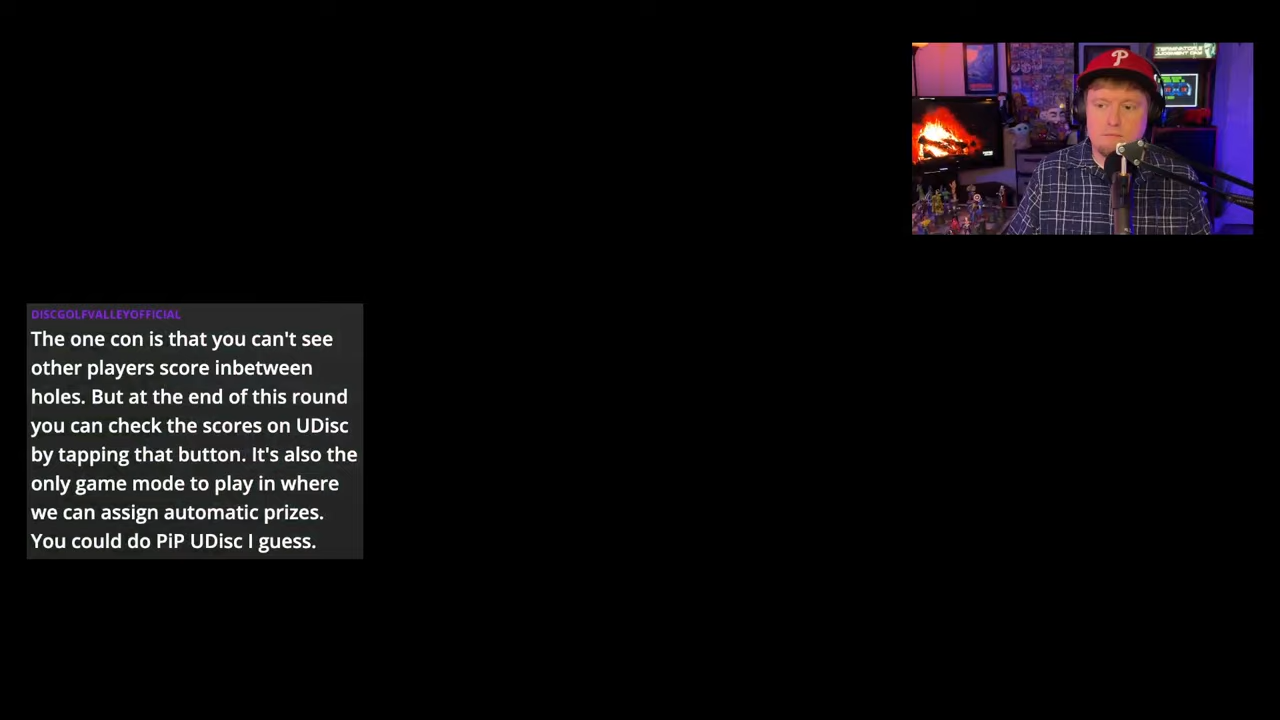 DISCGOLFVALLEYOFFICIAL
The one con is that you can't see
other players score inbetween
holes. But at the end of this round
you can check the scores on UDisc
by tapping that button. It's also the
only game mode to play in where
we can assign automatic prizes.
You could do PiP UDisc I guess.
P